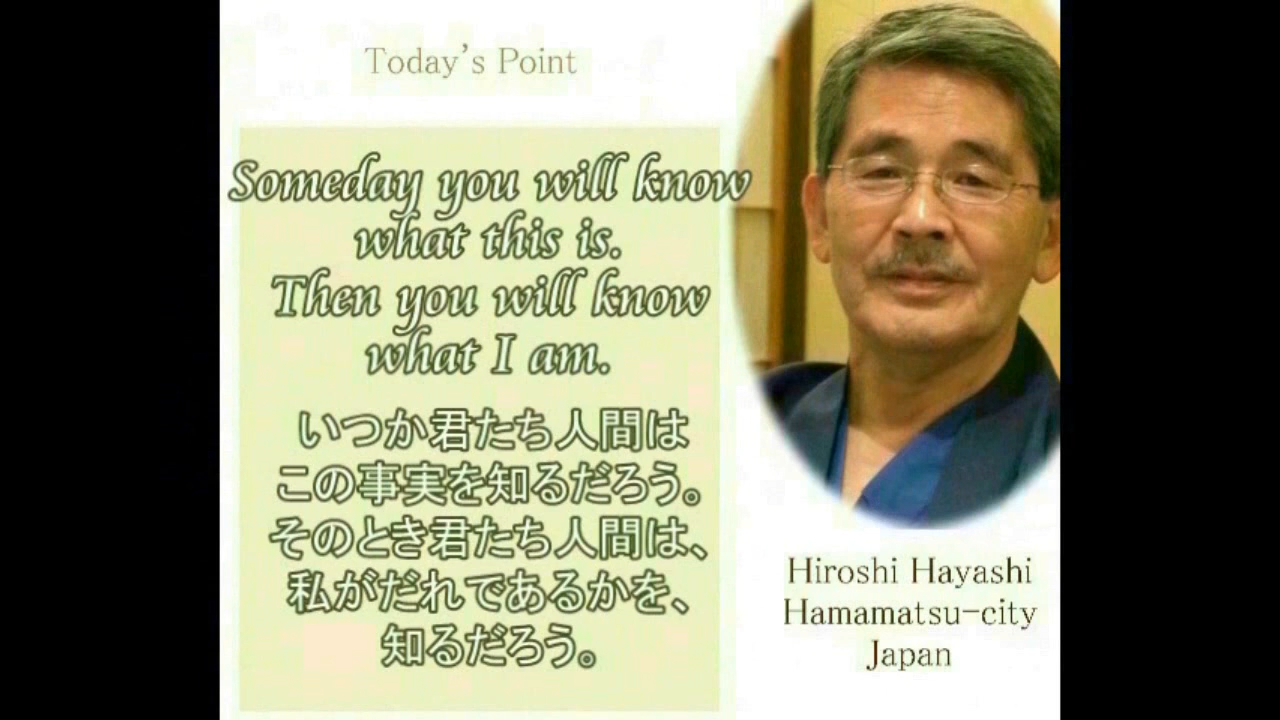 Today's Point
Someday you will know
what this is.
Then you will know
what I am.
いつか君たち人間は
この事実を知るだろう。
そのとき君たち人間は、
私がだれであるかを、
知るだろう。
Hiroshi Hayashi
Hamamatsu-city
Japan